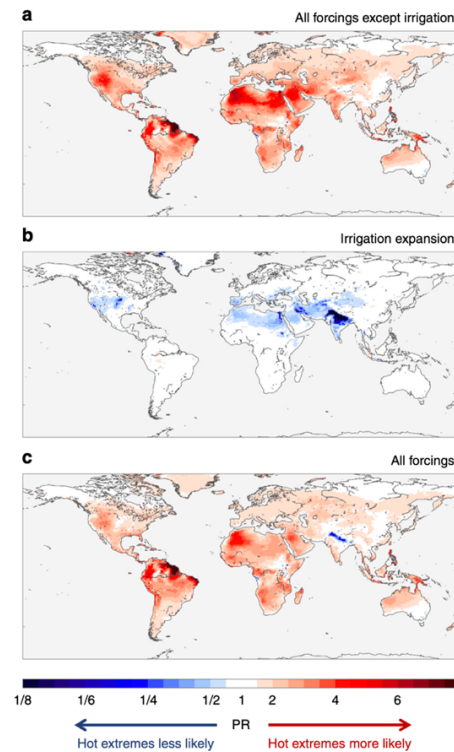 a
All forcings except irrigation
b
Irrigation expansion
c
All forcings
1/8 1/6 1/4 1/2 1 2 4 6
PR
Hot extremes less likely
Hot extremes more likely